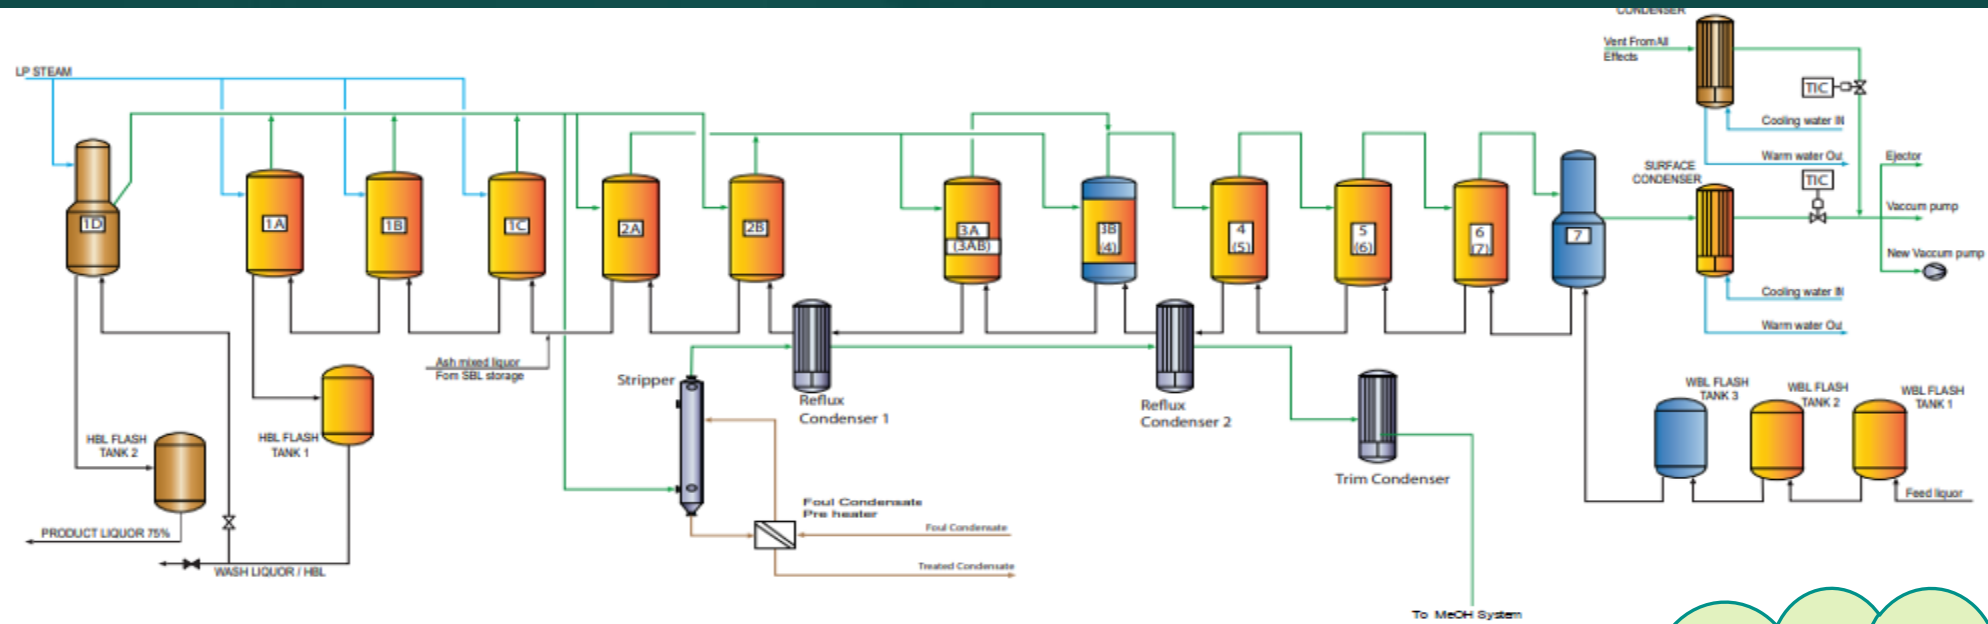 CONDENSER
Vent From All
Effects
TIC
Cooling water IN
Warm water Out
LP STEAM
SURFACE
CONDENSER
TIC
Ejector
Vaccum pump
New Vaccum pump
Cooling water IN
Warm water Out
1D
1A
1B
1C
2A
2B
3A
(3AB)
3B
(4)
4
(5)
5
(6)
6
(7)
7
Ash mixed liquor
Fom SBL storage
Stripper
Reflux
Condenser 1
Reflux
Condenser 2
Trim Condenser
WBL FLASH
TANK 3
WBL FLASH
TANK 2
WBL FLASH
TANK 1
Feed liquor
HBL FLASH
TANK 2
HBL FLASH
TANK 1
Foul Condensate
Pre heater
Foul Condensate
Treated Condensate
PRODUCT LIQUOR 75%
WASH LIQUOR / HBL
To MeOH System